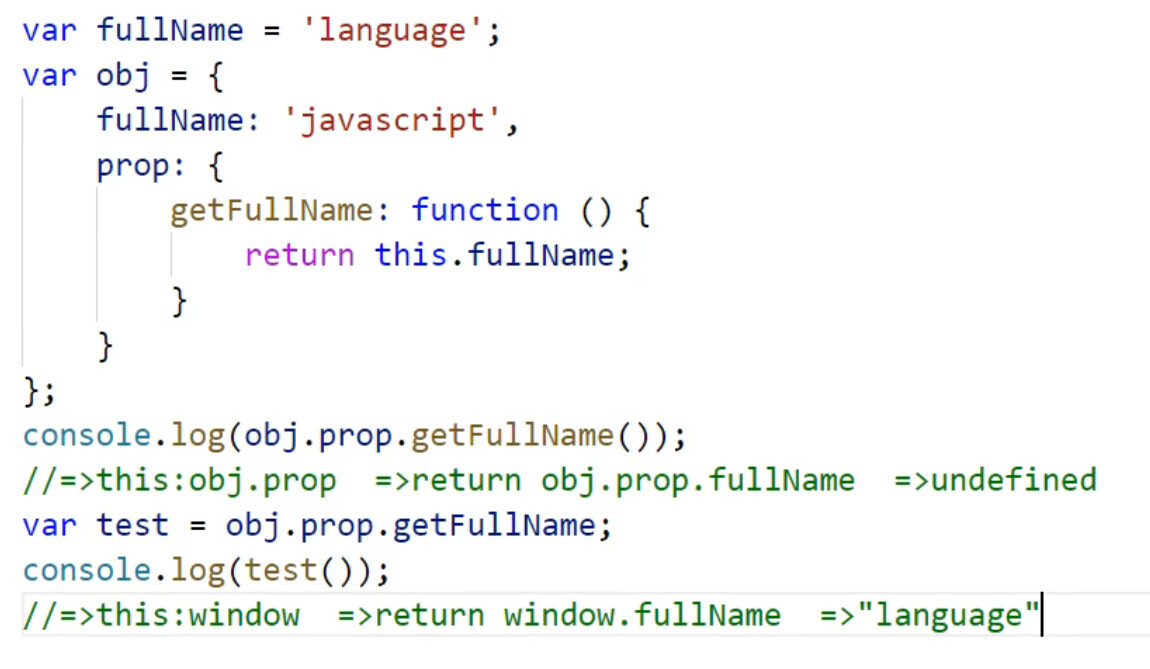 var fullName = 'language';
var obj = {
    fullName: 'javascript',
    prop: {
        getFullName: function () {
            return this.fullName;
        }
    }
};
console.log(obj.prop.getFullName());
//=>this:obj.prop  =>return obj.prop.fullName  =>undefined
var test = obj.prop.getFullName;
console.log(test());
//=>this:window  =>return window.fullName  =>"language"